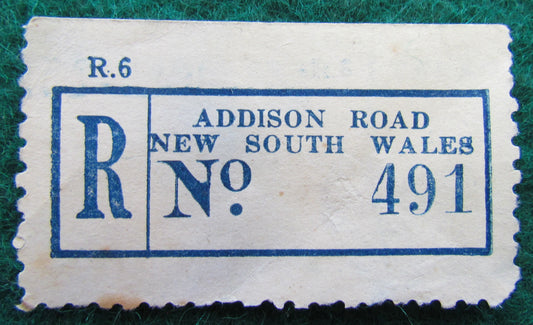 R.6
R
ADDISON ROAD
NEW SOUTH WALES
No. 491